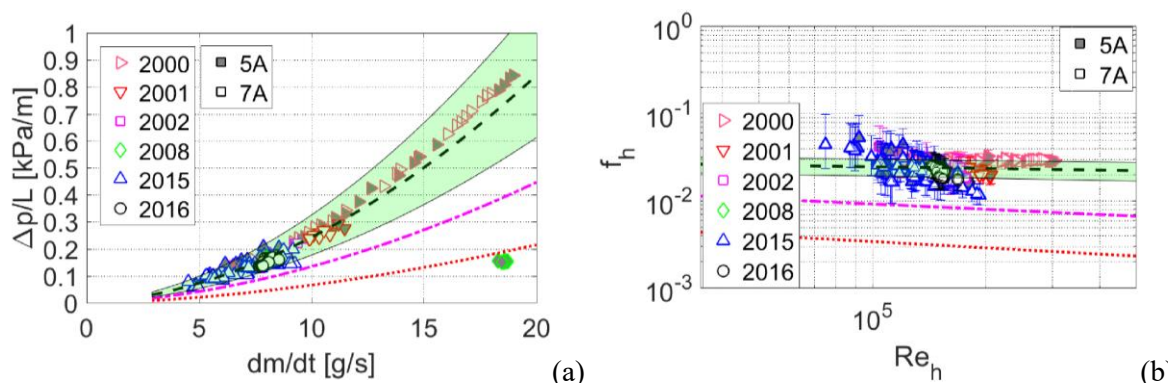 Δp/L [kPa/m]
1
0.9
0.8
0.7
0.6
0.5
0.4
0.3
0.2
0.1
0
2000
2001
2002
2008
2015
2016
5A
7A
0 5 10 15 20
dm/dt [g/s]
(a)
f_h
10^0
10^-1
10^-2
10^-3
5A
7A
2000
2001
2002
2008
2015
2016
10^5
Re_h
(b)